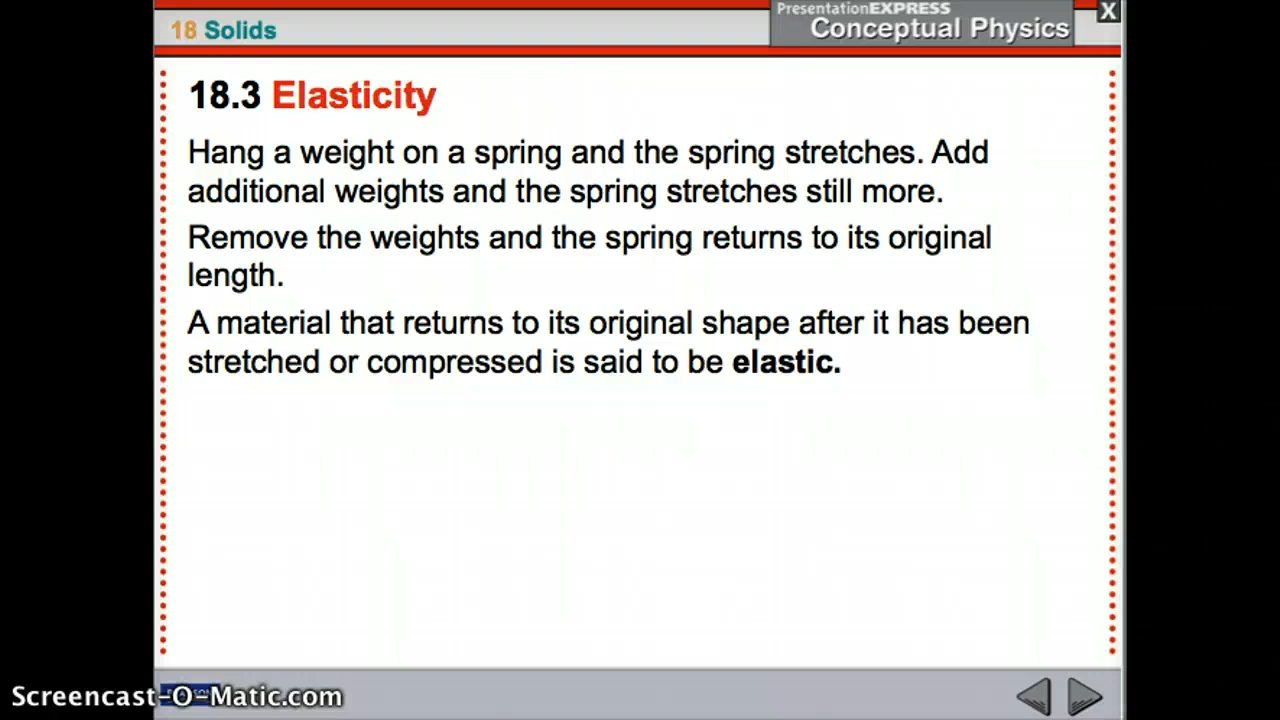 PresentationEXPRESS
X
18 Solids
Conceptual Physics
18.3 Elasticity
Hang a weight on a spring and the spring stretches. Add
additional weights and the spring stretches still more.
Remove the weights and the spring returns to its original
length.
A material that returns to its original shape after it has been
stretched or compressed is said to be elastic.
Screencast-O-Matic.com